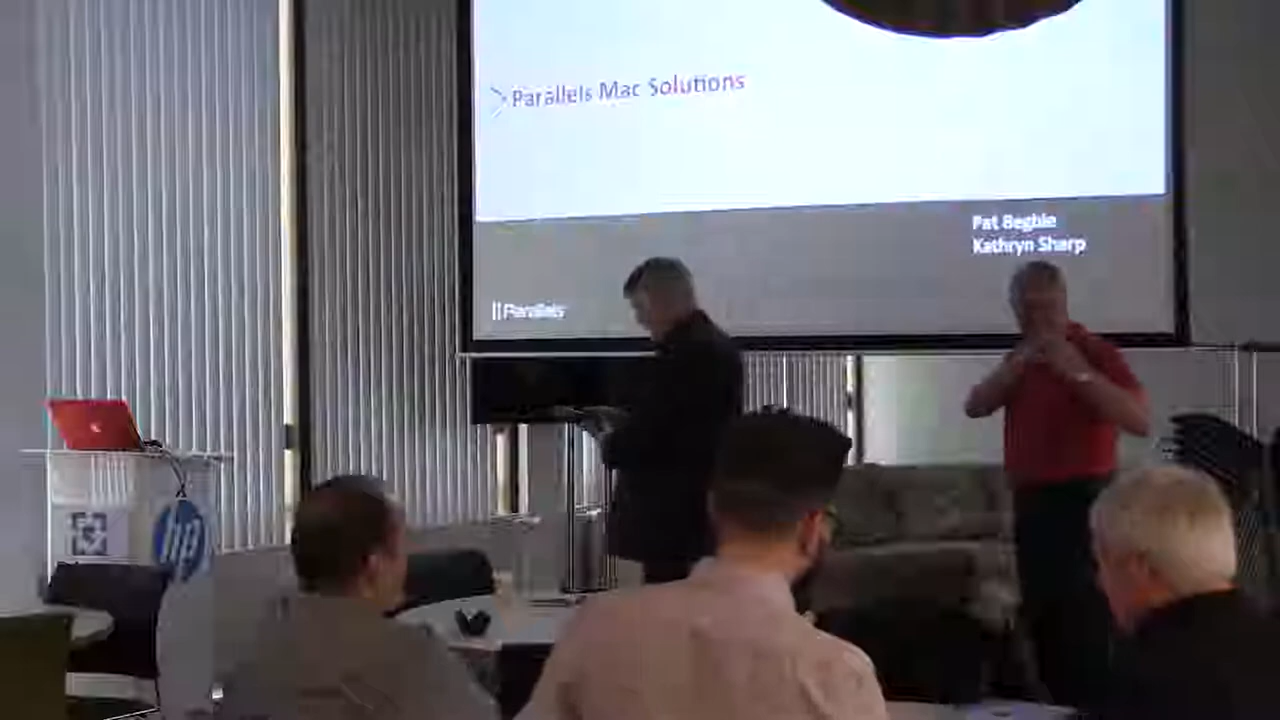 Parallels Mac Solutions
Pat Begbie
Kathryn Sharp
|| Parallels
hp